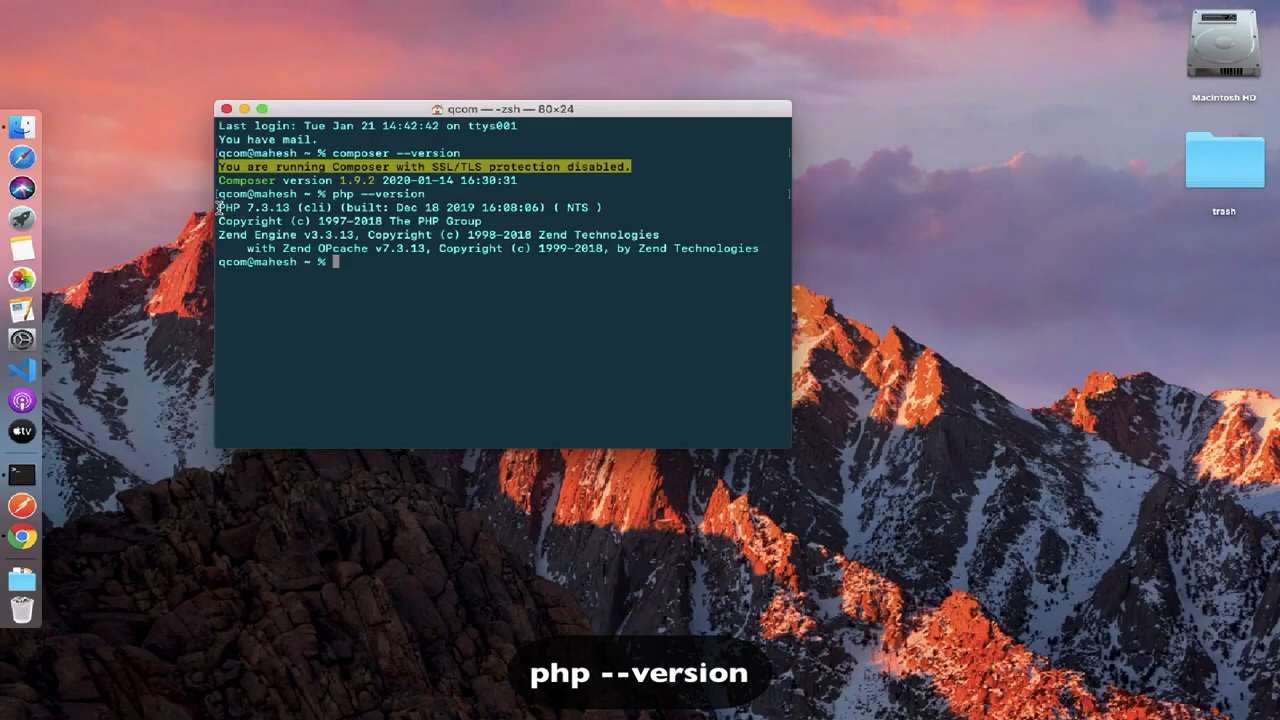 qcom — -zsh — 80×24
Last login: Tue Jan 21 14:42:42 on ttys001
You have mail.
[qcom@mahesh ~ % composer --version ]
You are running Composer with SSL/TLS protection disabled.
Composer version 1.9.2 2020-01-14 16:30:31
[qcom@mahesh ~ % php --version ]
PHP 7.3.13 (cli) (built: Dec 18 2019 16:08:06) ( NTS )
Copyright (c) 1997-2018 The PHP Group
Zend Engine v3.3.13, Copyright (c) 1998-2018 Zend Technologies
with Zend OPcache v7.3.13, Copyright (c) 1999-2018, by Zend Technologies
qcom@mahesh ~ %
Macintosh HD
trash
tv
php --version